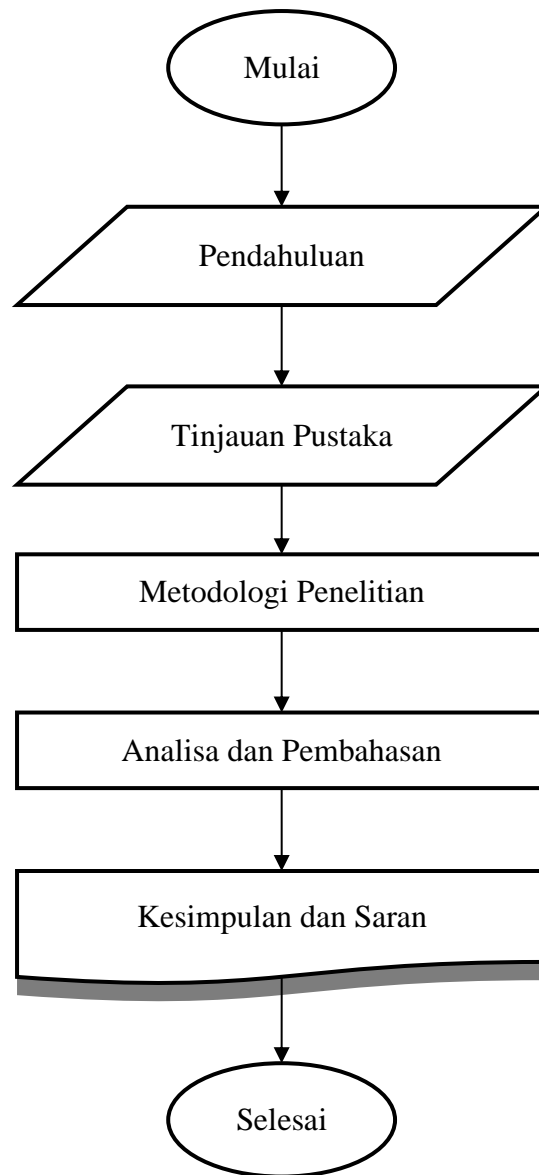 Mulai
Pendahuluan
Tinjauan Pustaka
Metodologi Penelitian
Analisa dan Pembahasan
Kesimpulan dan Saran
Selesai